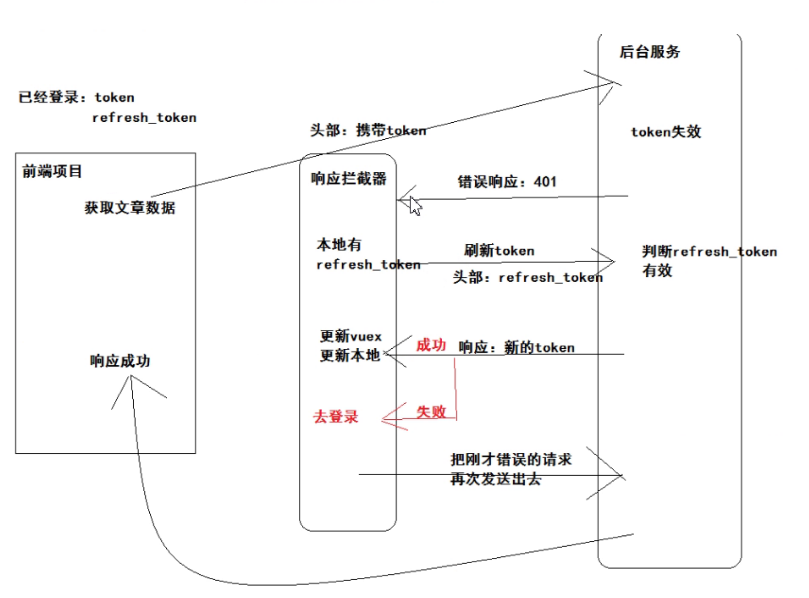 后台服务
已经登录：token
refresh_token
头部：携带token
token失效
前端项目
响应拦截器
错误响应：401
获取文章数据
本地有
refresh_token
刷新token
头部：refresh_token
判断refresh_token
有效
更新vuex
更新本地
成功
响应：新的token
响应成功
去登录
失败
把刚才错误的请求
再次发送出去